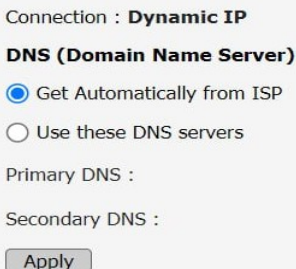 Connection : Dynamic IP
DNS (Domain Name Server)
Get Automatically from ISP
Use these DNS servers
Primary DNS :
Secondary DNS :
Apply